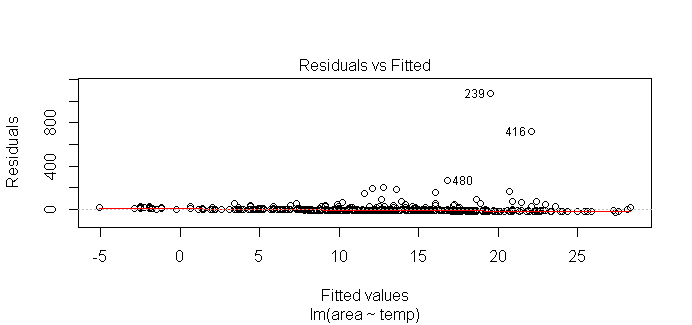 Residuals vs Fitted
Residuals
800
400
0
239
416
480
-5 0 5 10 15 20 25
Fitted values
lm(area ~ temp)